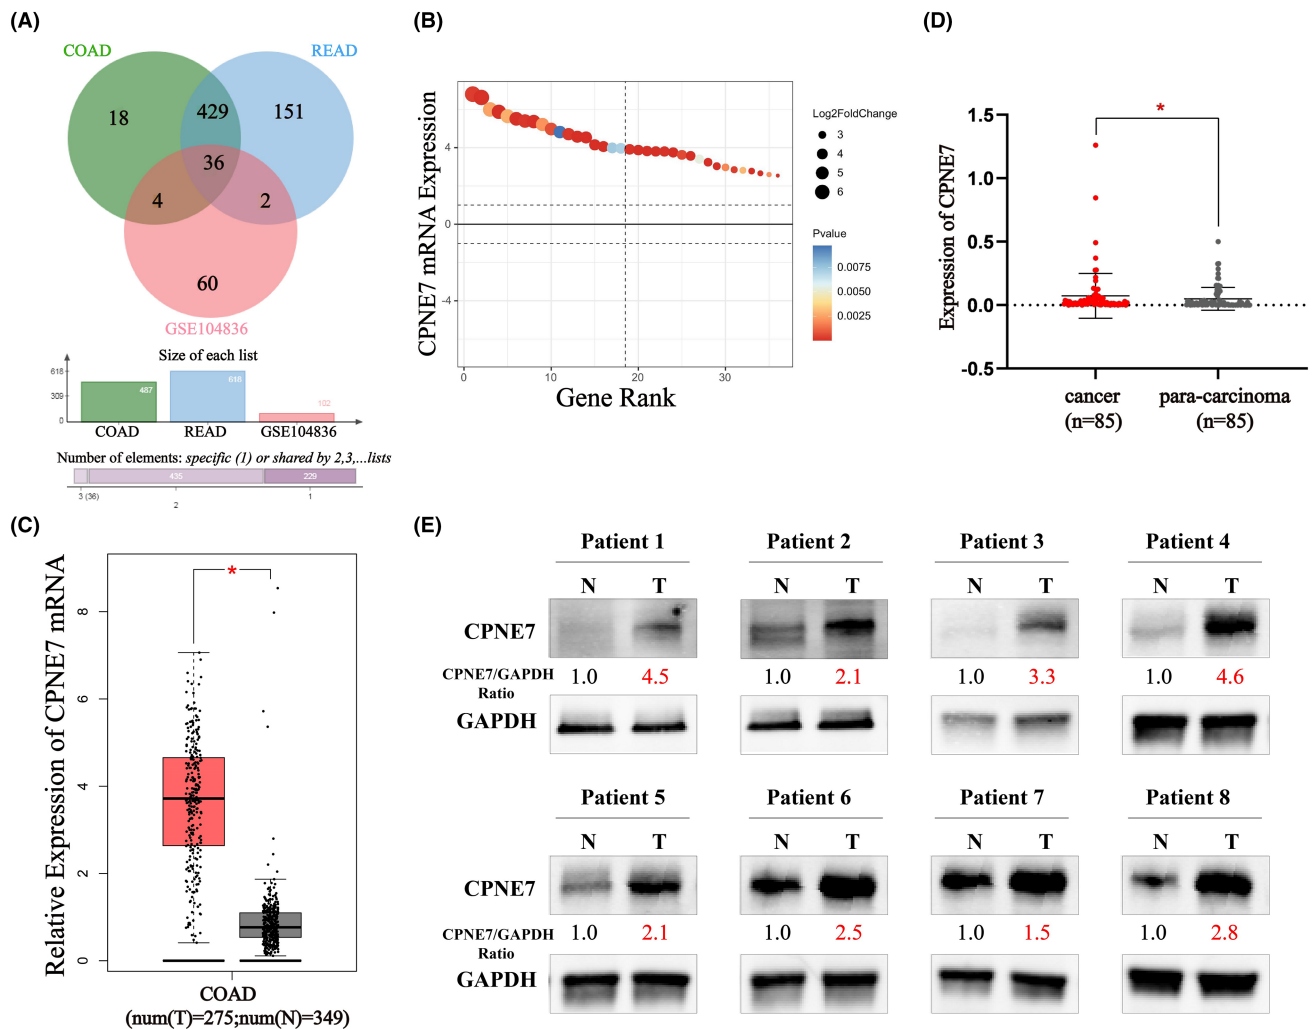 (A)
COAD
READ
18
429
151
36
4
2
60
GSE104836
Size of each list
618
309
0
487
618
102
COAD
READ
GSE104836
Number of elements: specific (1) or shared by 2,3,...lists
435
229
3 (36)
2
1
(B)
CPNE7 mRNA Expression
4
0
-4
0
10
20
30
Gene Rank
Log2FoldChange
3
4
5
6
Pvalue
0.0075
0.0050
0.0025
(C)
Relative Expression of CPNE7 mRNA
8
6
4
2
0
*
COAD
(num(T)=275;num(N)=349)
(D)
Expression of CPNE7
1.5
1.0
0.5
0.0
-0.5
*
cancer
(n=85)
para-carcinoma
(n=85)
(E)
Patient 1
Patient 2
Patient 3
Patient 4
N T N T N T N T
CPNE7
CPNE7/GAPDH
Ratio
1.0 4.5 1.0 2.1 1.0 3.3 1.0 4.6
GAPDH
Patient 5
Patient 6
Patient 7
Patient 8
N T N T N T N T
CPNE7
CPNE7/GAPDH
Ratio
1.0 2.1 1.0 2.5 1.0 1.5 1.0 2.8
GAPDH